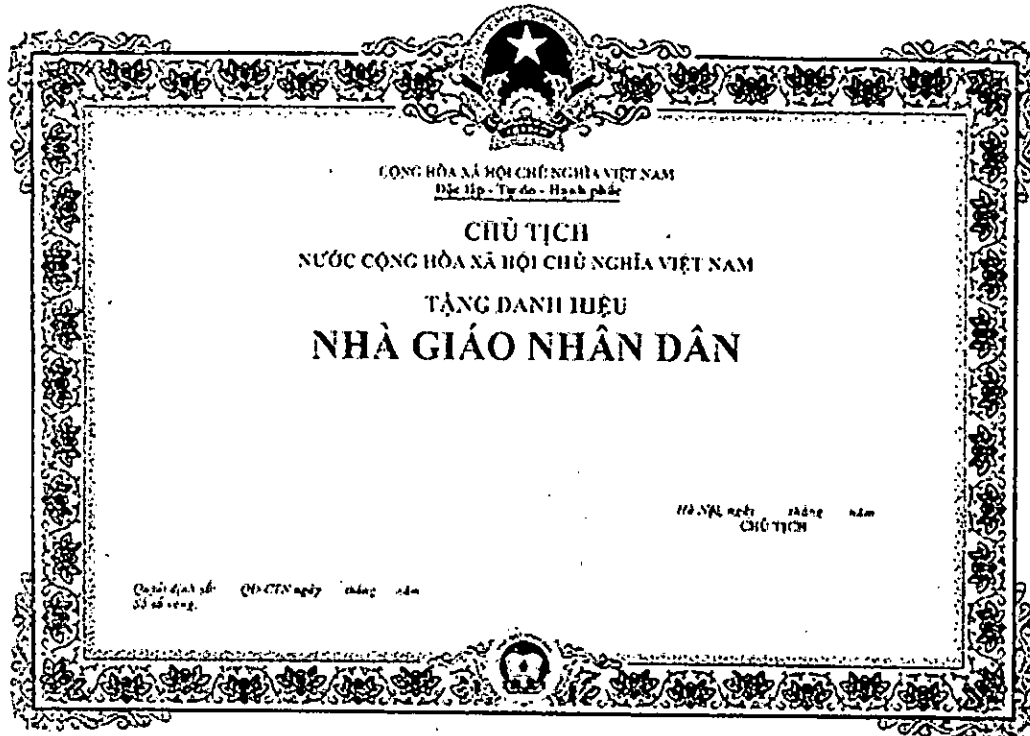 CỘNG HÒA XÃ HỘI CHỦ NGHĨA VIỆT NAM
Độc lập - Tự do - Hạnh phúc
CHỦ TỊCH
NƯỚC CỘNG HÒA XÃ HỘI CHỦ NGHĨA VIỆT NAM
TẶNG DANH HIỆU
NHÀ GIÁO NHÂN DÂN
Hà Nội, ngày tháng năm
CHỦ TỊCH
Quyết định số: QĐ-CTN ngày tháng năm
Số sổ vàng: